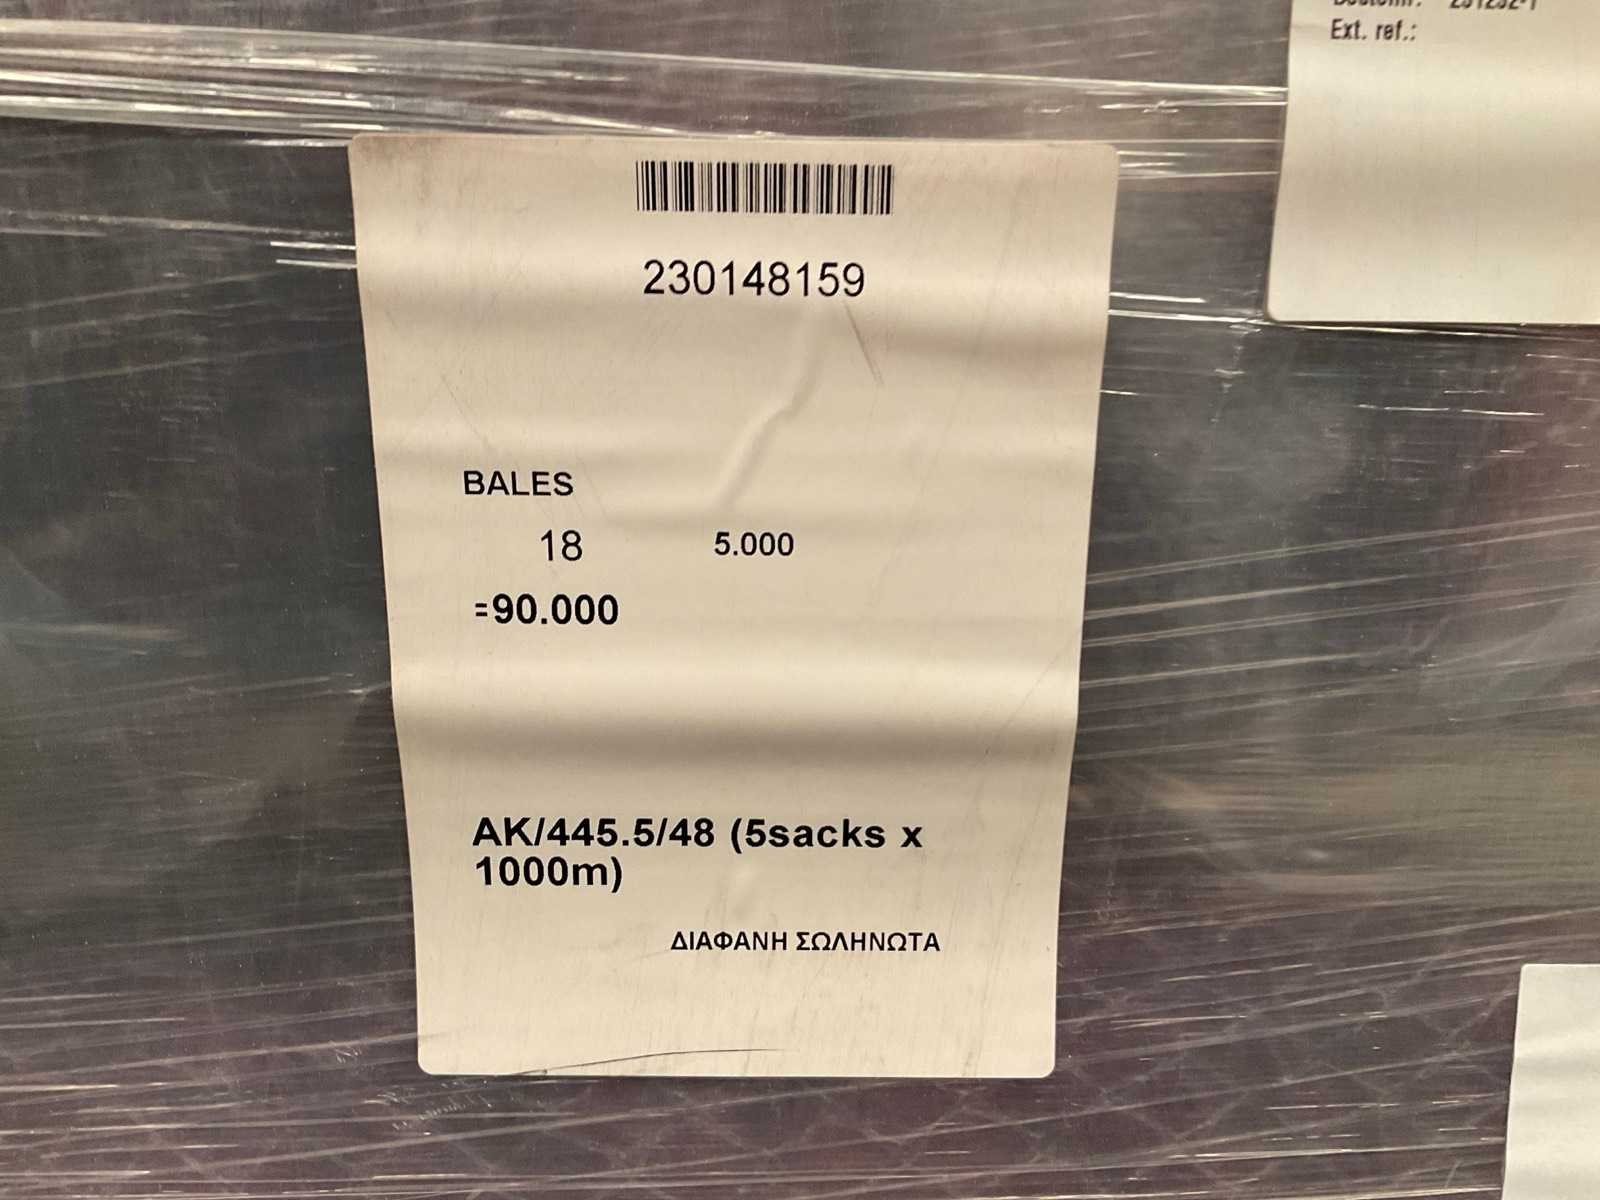 Ext. ref.:
230148159
BALES
18 5.000
=90.000
AK/445.5/48 (5sacks x
1000m)
ΔΙΑΦΑΝΗ ΣΩΛΗΝΩΤΑ